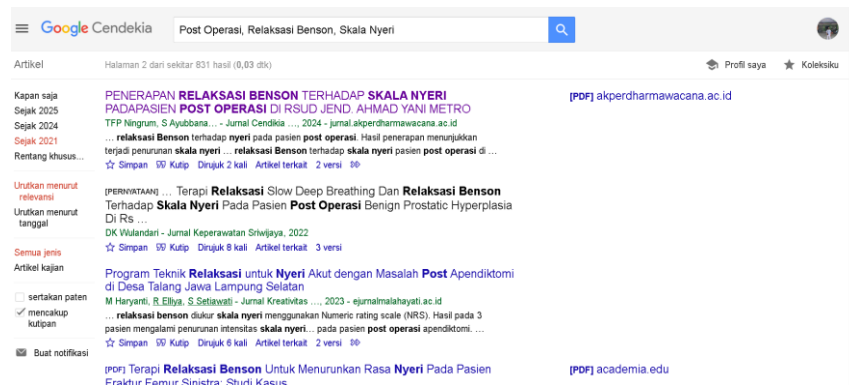 Google Cendekia
Post Operasi, Relaksasi Benson, Skala Nyeri
Artikel
Halaman 2 dari sekitar 831 hasil (0,03 dtk)
Profil saya
Koleksiku
Kapan saja
Sejak 2025
Sejak 2024
Sejak 2021
Rentang khusus...
Urutkan menurut
relevansi
Urutkan menurut
tanggal
Semua jenis
Artikel kajian
sertakan paten
mencakup
kutipan
Buat notifikasi
PENERAPAN RELAKSASI BENSON TERHADAP SKALA NYERI
PADAPASIEN POST OPERASI DI RSUD JEND. AHMAD YANI METRO
TFP Ningrum, S Ayubbana... - Jurnal Cendikia ..., 2024 - jurnal.akperdharmawacana.ac.id
... relaksasi Benson terhadap nyeri pada pasien post operasi. Hasil penerapan menunjukkan
terjadi penurunan skala nyeri ... relaksasi Benson terhadap skala nyeri pasien post operasi di ...
Simpan Kutip Dirujuk 2 kali Artikel terkait 2 versi
[PDF] akperdharmawacana.ac.id
[PERNYATAAN] ... Terapi Relaksasi Slow Deep Breathing Dan Relaksasi Benson
Terhadap Skala Nyeri Pada Pasien Post Operasi Benign Prostatic Hyperplasia
Di Rs ...
DK Wulandari - Jurnal Keperawatan Sriwijaya, 2022
Simpan Kutip Dirujuk 8 kali Artikel terkait 3 versi
Program Teknik Relaksasi untuk Nyeri Akut dengan Masalah Post Apendiktomi
di Desa Talang Jawa Lampung Selatan
M Haryanti, R Elliya, S Setiawati - Jurnal Kreativitas ..., 2023 - ejurnalmalahayati.ac.id
... relaksasi benson diukur skala nyeri menggunakan Numeric rating scale (NRS). Hasil pada 3
pasien mengalami penurunan intensitas skala nyeri... pada pasien post operasi apendiktomi. ...
Simpan Kutip Dirujuk 6 kali Artikel terkait 2 versi
[PDF] Terapi Relaksasi Benson Untuk Menurunkan Rasa Nyeri Pada Pasien
Fraktur Femur Sinistra: Studi Kasus
[PDF] academia.edu